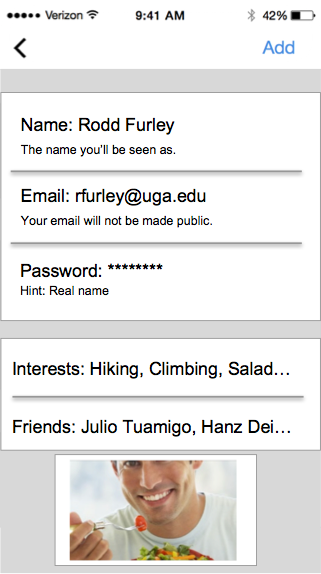 Verizon 9:41 AM 42%
Add
Name: Rodd Furley
The name you'll be seen as.
Email: rfurley@uga.edu
Your email will not be made public.
Password: ********
Hint: Real name
Interests: Hiking, Climbing, Salad…
Friends: Julio Tuamigo, Hanz Dei…